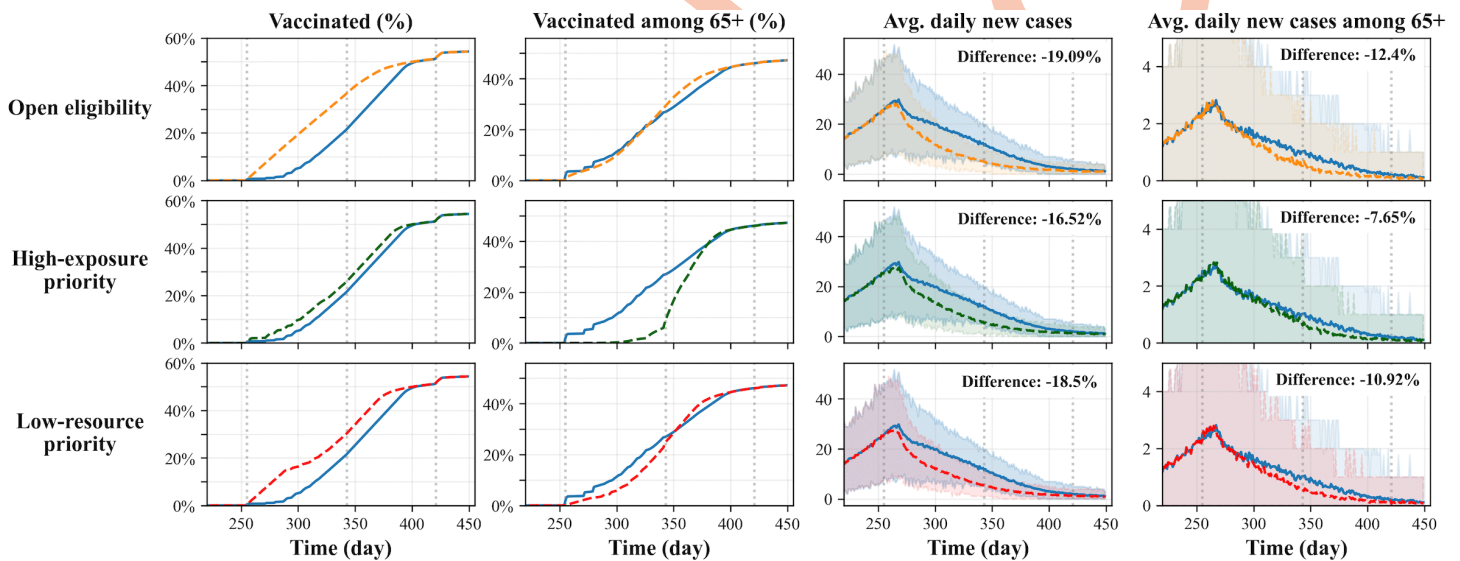 Vaccinated (%)
Vaccinated among 65+ (%)
Avg. daily new cases
Avg. daily new cases among 65+
Open eligibility
60%
40%
20%
0%
40%
20%
0%
40
20
0
Difference: -19.09%
4
2
0
Difference: -12.4%
High-exposure
priority
60%
40%
20%
0%
40%
20%
0%
40
20
0
Difference: -16.52%
4
2
0
Difference: -7.65%
Low-resource
priority
60%
40%
20%
0%
40%
20%
0%
40
20
0
Difference: -18.5%
4
2
0
Difference: -10.92%
250 300 350 400 450
250 300 350 400 450
250 300 350 400 450
250 300 350 400 450
Time (day)
Time (day)
Time (day)
Time (day)